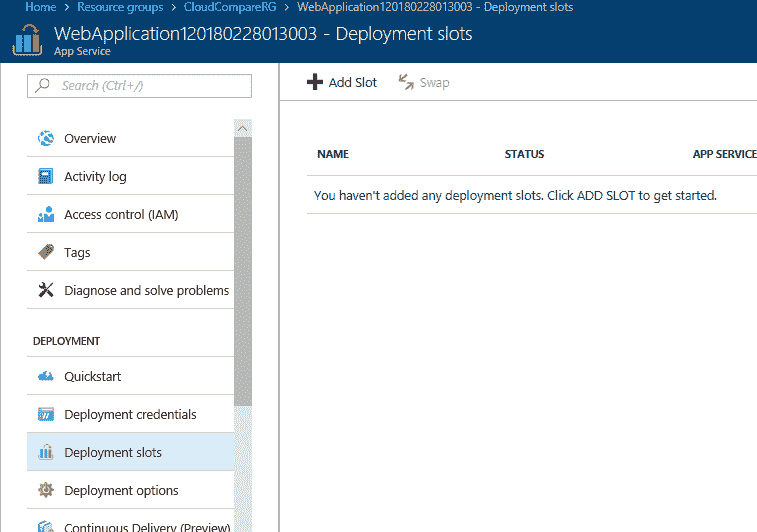 Home > Resource groups > CloudCompareRG > WebApplication120180228013003 - Deployment slots
WebApplication120180228013003 - Deployment slots
App Service
Search (Ctrl+/)
Add Slot
Swap
Overview
Activity log
Access control (IAM)
Tags
Diagnose and solve problems
DEPLOYMENT
Quickstart
Deployment credentials
Deployment slots
Deployment options
Continuous Delivery (Preview)
NAME STATUS APP SERVICE
You haven't added any deployment slots. Click ADD SLOT to get started.